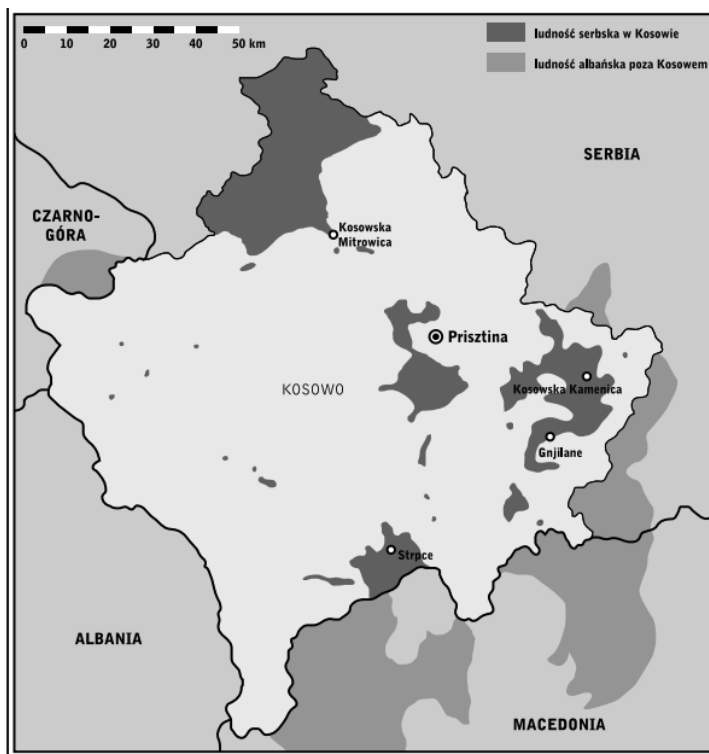 0 10 20 30 40 50 km
ludność serbska w Kosowie
ludność albańska poza Kosowem
SERBIA
CZARNO-
GÓRA
Kosowska
Mitrowica
Prisztina
KOSOWO
Kosowska Kamenica
Gnjilane
Strpce
ALBANIA
MACEDONIA